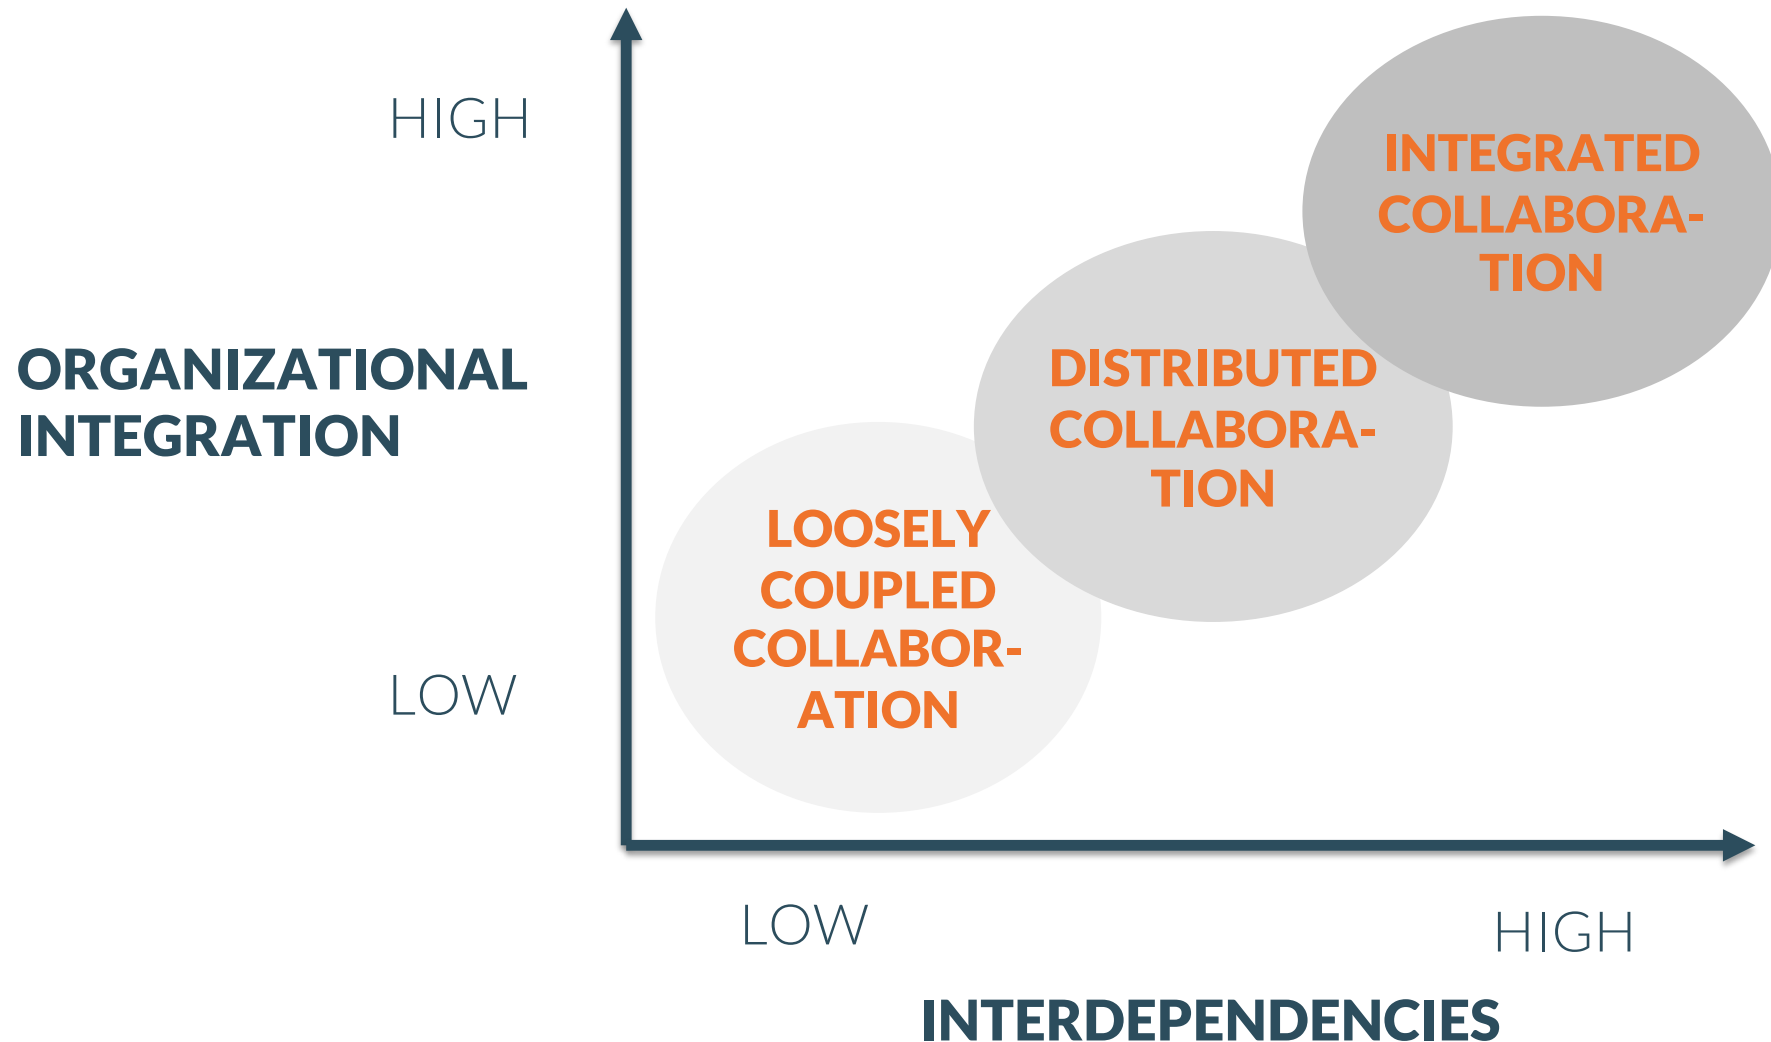 HIGH
INTEGRATED
COLLABORA-
TION
ORGANIZATIONAL
INTEGRATION
DISTRIBUTED
COLLABORA-
TION
LOOSELY
COUPLED
COLLABOR-
ATION
LOW
LOW
HIGH
INTERDEPENDENCIES